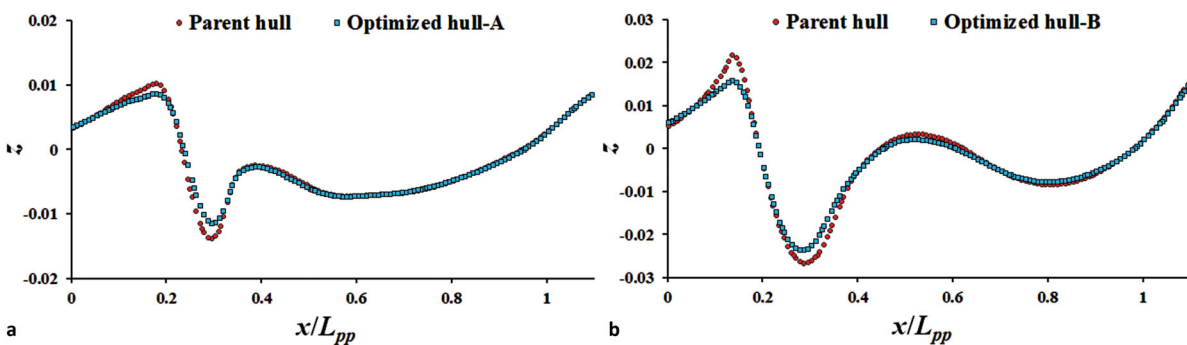 Parent hull Optimized hull-A
0.02
0.01
0
-0.01
-0.02
z
0 0.2 0.4 0.6 0.8 1
x/Lpp
a
Parent hull Optimized hull-B
0.03
0.02
0.01
0
-0.01
-0.02
-0.03
z
0 0.2 0.4 0.6 0.8 1
x/Lpp
b